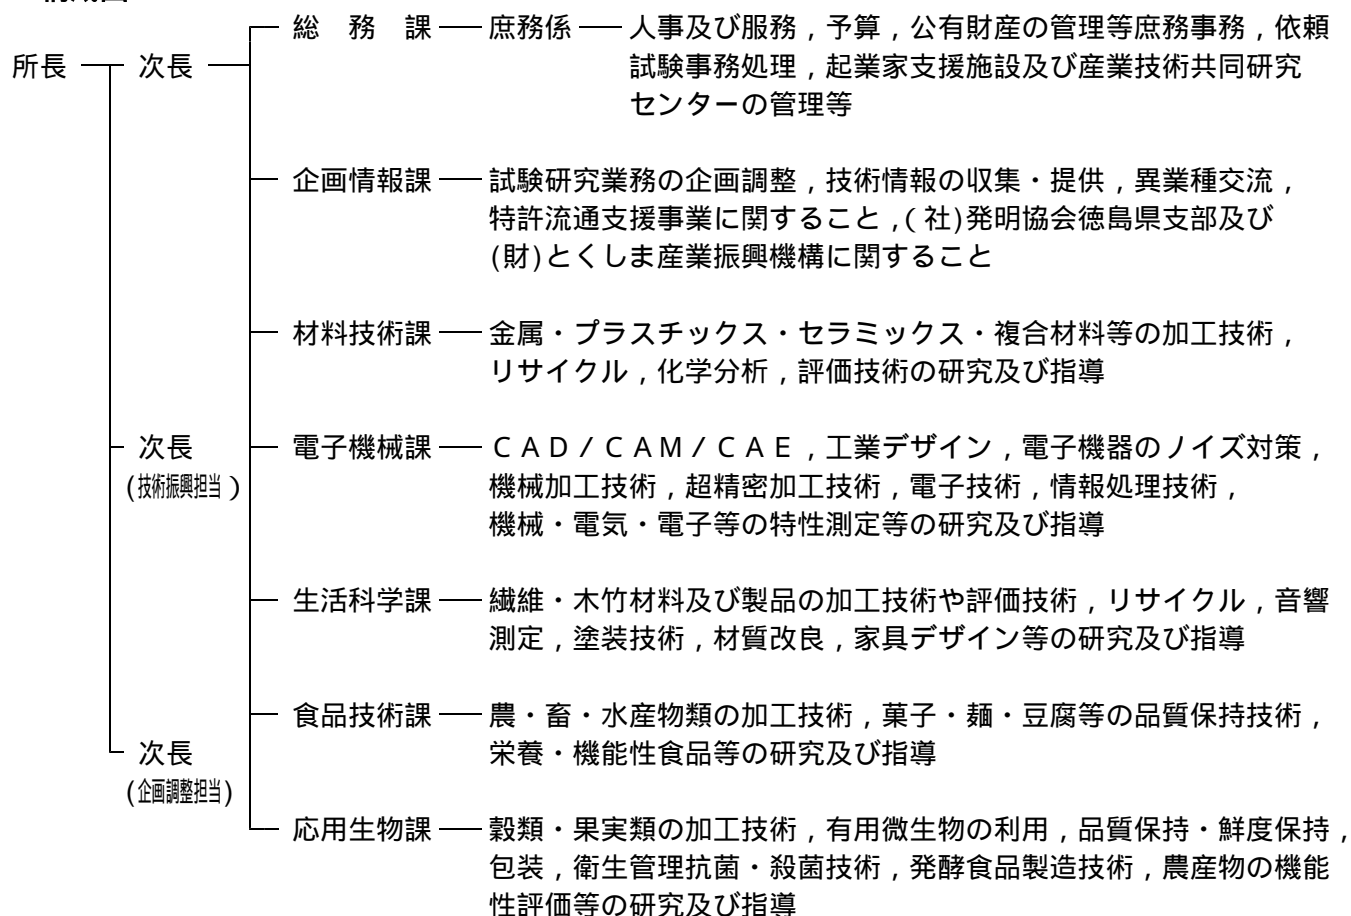 総　務　課 庶務係 人事及び服務，予算，公有財産の管理等庶務事務，依頼
所長 次長 試験事務処理，起業家支援施設及び産業技術共同研究
センターの管理等
企画情報課 試験研究業務の企画調整，技術情報の収集・提供，異業種交流，
特許流通支援事業に関すること，(社)発明協会徳島県支部及び
(財)とくしま産業振興機構に関すること
材料技術課 金属・プラスチックス・セラミックス・複合材料等の加工技術，
リサイクル，化学分析，評価技術の研究及び指導
次長 電子機械課 ＣＡＤ／ＣＡＭ／ＣＡＥ，工業デザイン，電子機器のノイズ対策，
(技術振興担当) 機械加工技術，超精密加工技術，電子技術，情報処理技術，
機械・電気・電子等の特性測定等の研究及び指導
生活科学課 繊維・木竹材料及び製品の加工技術や評価技術，リサイクル，音響
測定，塗装技術，材質改良，家具デザイン等の研究及び指導
食品技術課 農・畜・水産物類の加工技術，菓子・麺・豆腐等の品質保持技術，
次長 栄養・機能性食品等の研究及び指導
(企画調整担当)
応用生物課 穀類・果実類の加工技術，有用微生物の利用，品質保持・鮮度保持，
包装，衛生管理抗菌・殺菌技術，発酵食品製造技術，農産物の機能
性評価等の研究及び指導